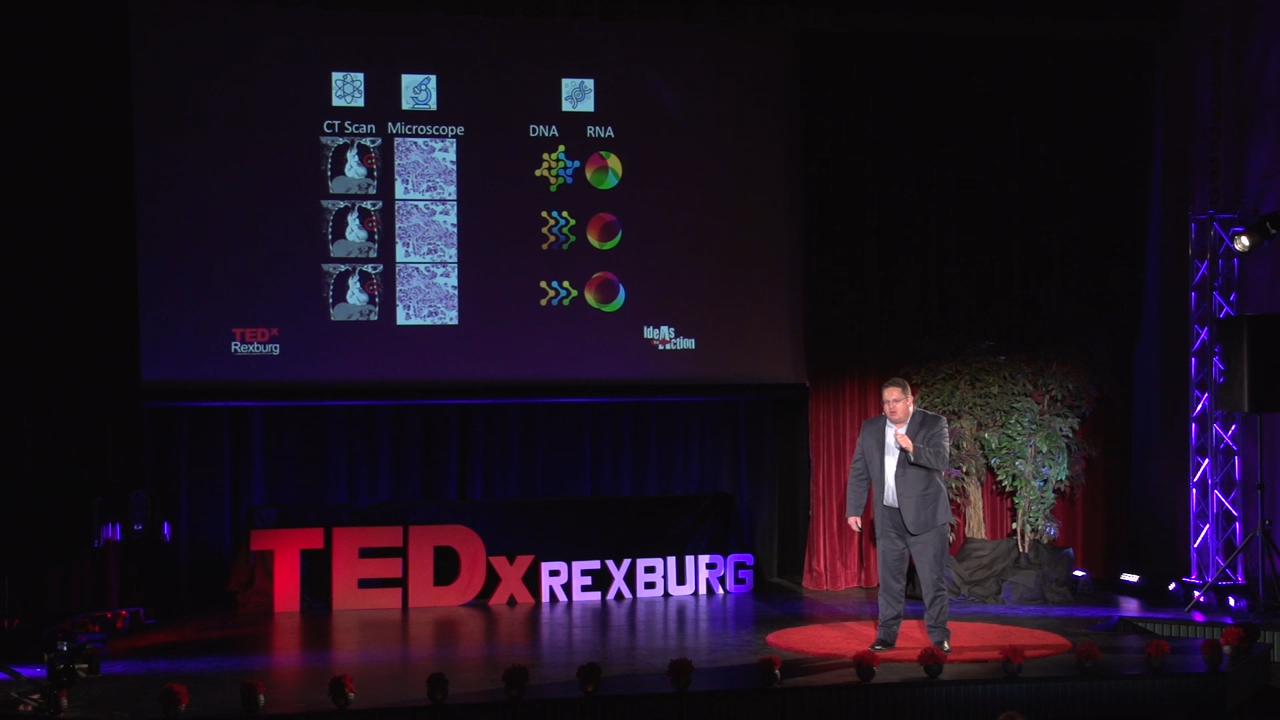 CT Scan Microscope DNA RNA
TEDx
Rexburg
Ideas
Action
TEDxREXBURG